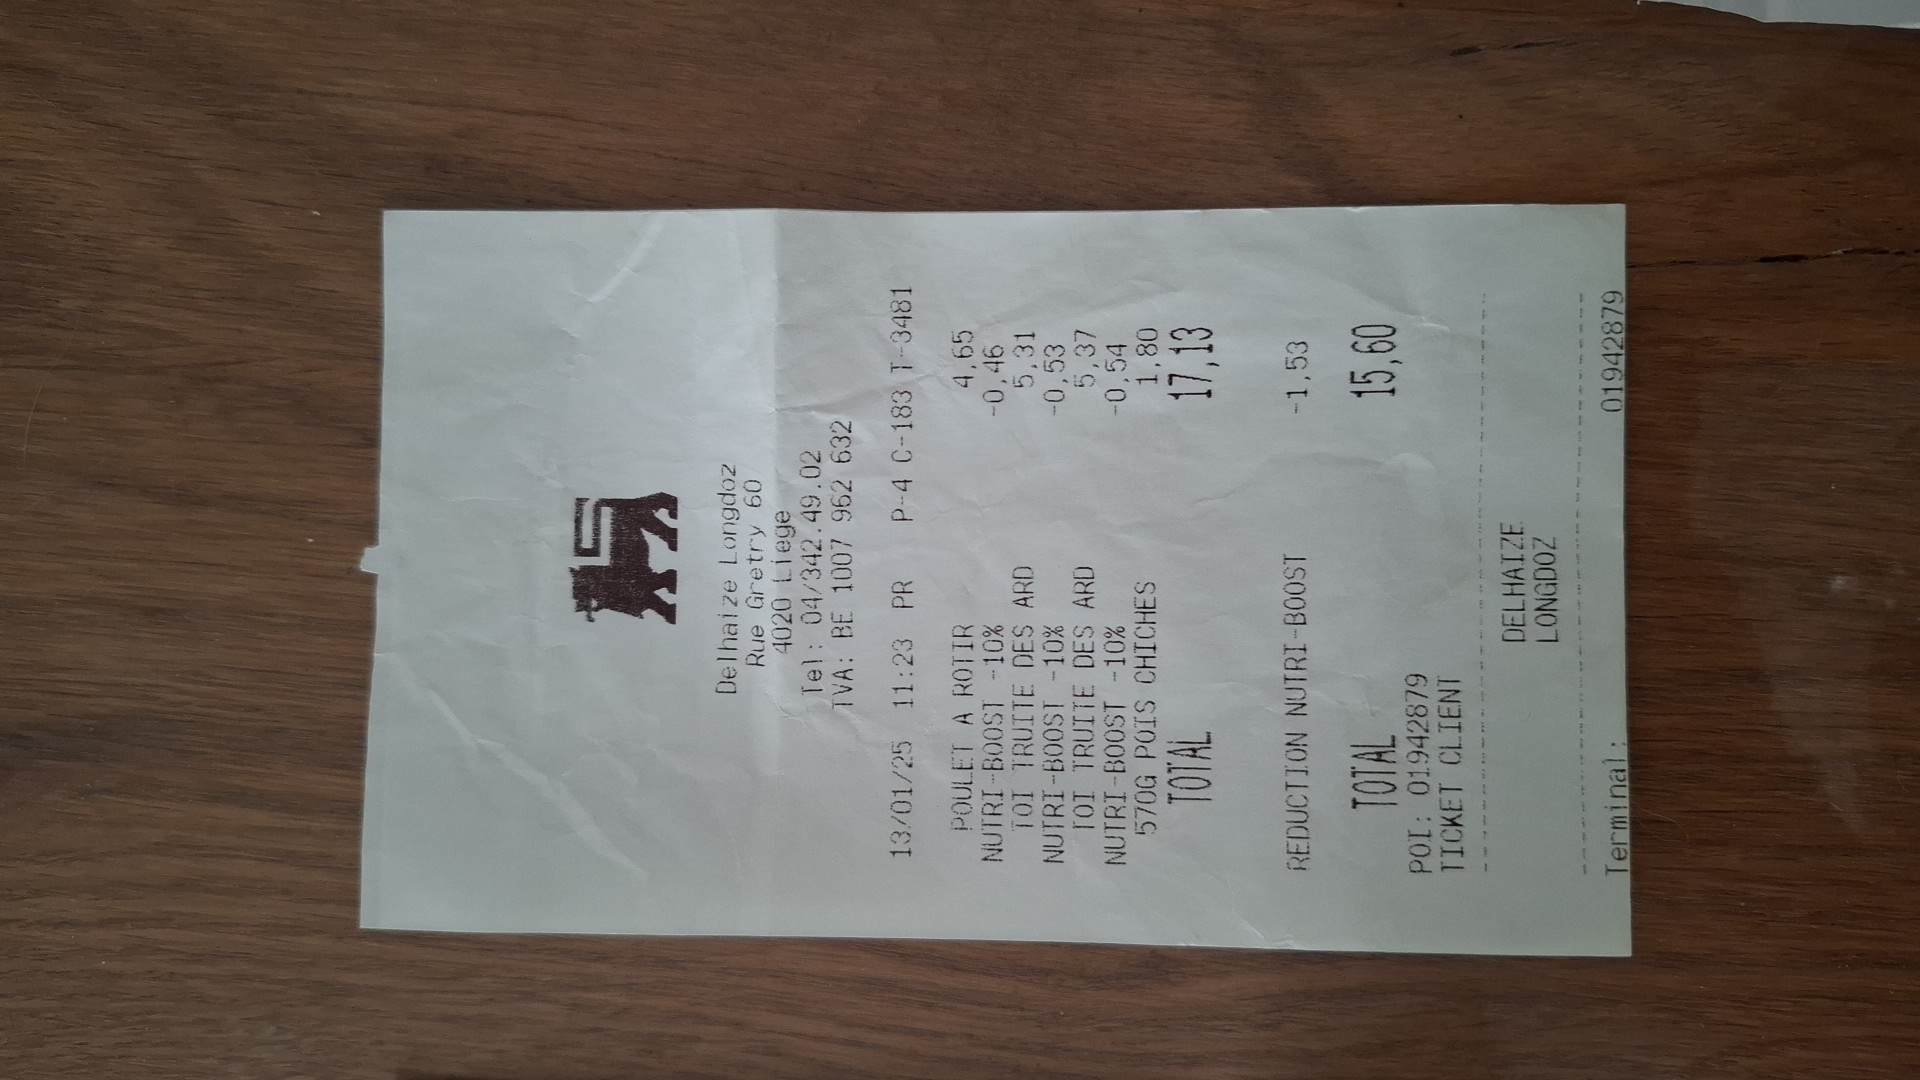 Delhaize Longdoz
Rue Gretry 60
4020 Liege
Tel: 04/342.49.02
TVA: BE 1007 962 632
13/01/25 11:23 PR P-4 C-183 T-3481
POULET A ROTIR 4,65
NUTRI-BOOST -10% -0,46
TOI TRUITE DES ARD 5,31
NUTRI-BOOST -10% -0,53
TOI TRUITE DES ARD 5,37
NUTRI-BOOST -10% -0,54
570G POIS CHICHES 1,80
TOTAL 17,13
REDUCTION NUTRI-BOOST -1,53
TOTAL 15,60
POI: 01942879
TICKET CLIENT
--------------------------------
DELHAIZE
LONGDOZ
--------------------------------
Terminal: 01942879